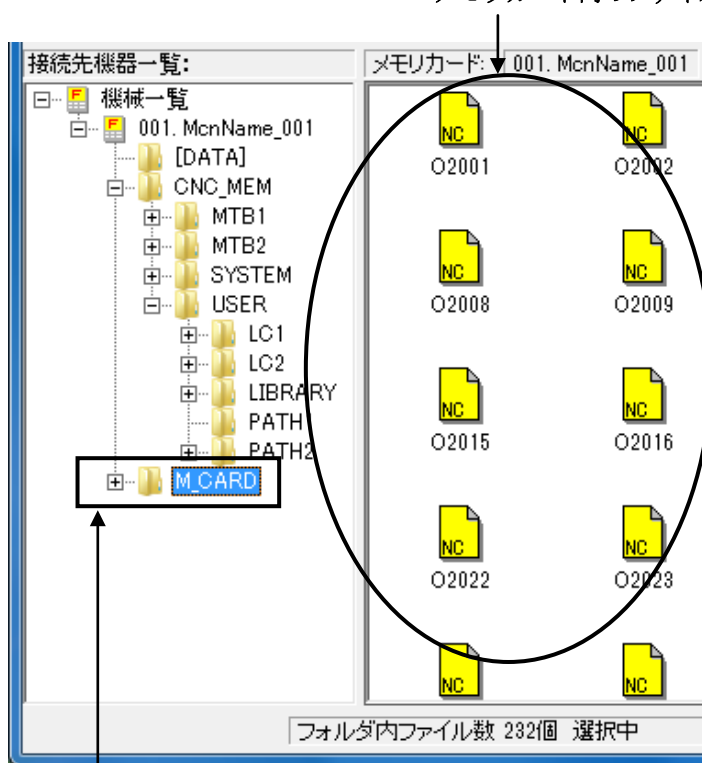 接続先機器一覧:
機械一覧
001. McnName_001
[DATA]
CNC_MEM
MTB1
MTB2
SYSTEM
USER
LC1
LC2
LIBRARY
PATH1
PATH2
M_CARD
メモリカード: 001. McnName_001
NC NC
O2001 O2002
NC NC
O2008 O2009
NC NC
O2015 O2016
NC NC
O2022 O2023
NC NC
フォルダ内ファイル数 232個 選択中